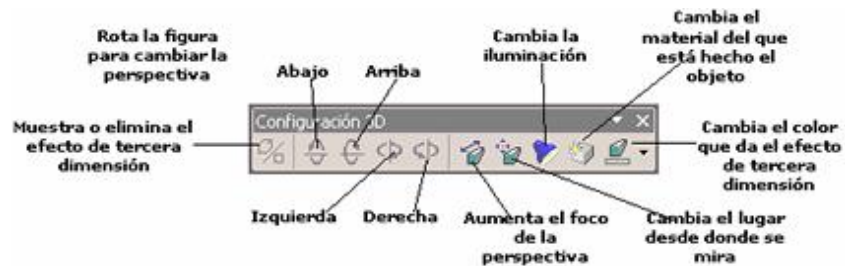 Rota la figura
para cambiar la
perspectiva
Abajo
Arriba
Cambia la
iluminación
Cambia el
material del que
está hecho el
objeto
Muestra o elimina el
efecto de tercera
dimensión
Configuración 3D
Cambia el color
que da el efecto
de tercera
dimensión
Izquierda
Derecha
Aumenta el foco
de la
perspectiva
Cambia el lugar
desde donde se
mira